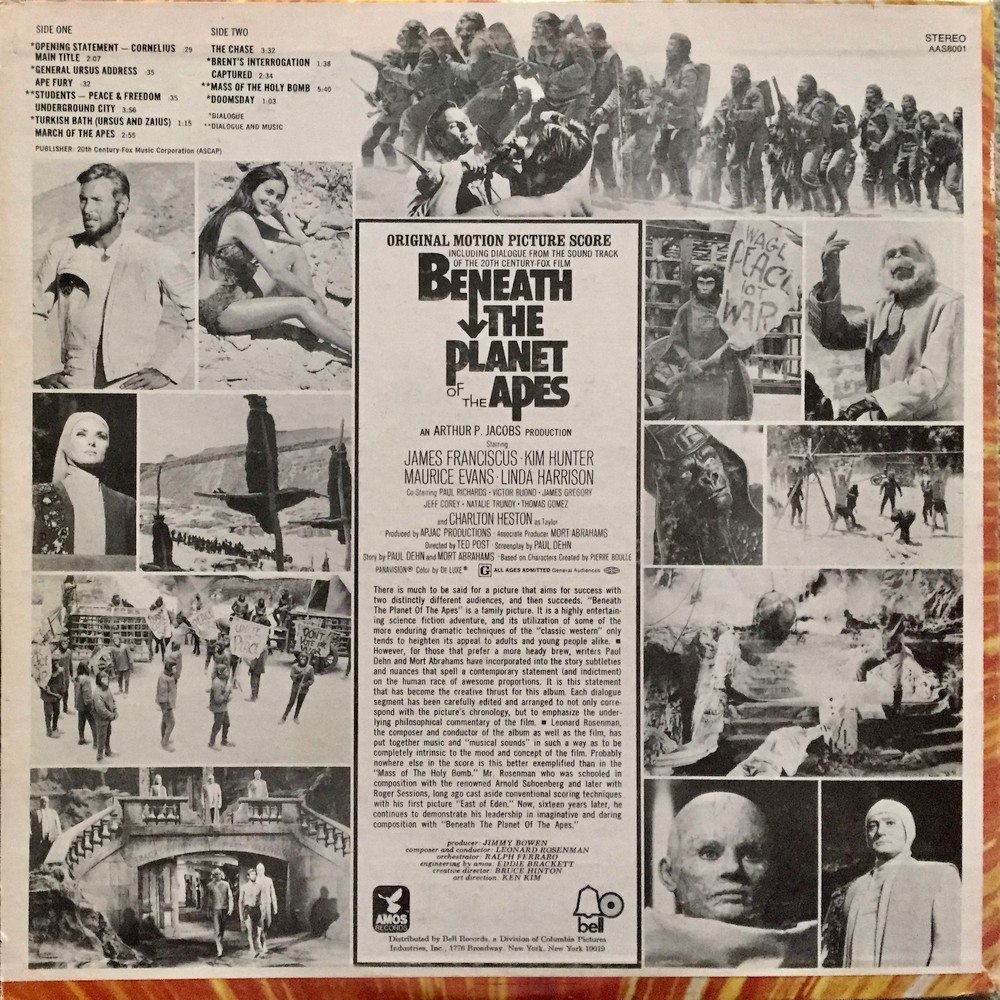 SIDE ONE
*OPENING STATEMENT — CORNELIUS :29
MAIN TITLE 2:07
*GENERAL URSUS ADDRESS :35
APE FURY :32
**STUDENTS — PEACE & FREEDOM :35
UNDERGROUND CITY 3:56
*TURKISH BATH (URSUS AND ZAIUS) 1:15
MARCH OF THE APES 2:55
PUBLISHER: 20th Century-Fox Music Corporation (ASCAP)
SIDE TWO
THE CHASE 3:32
*BRENT'S INTERROGATION 1:38
CAPTURED 2:34
**MASS OF THE HOLY BOMB 5:40
*DOOMSDAY 1:03
*DIALOGUE
**DIALOGUE AND MUSIC
STEREO
AAS8001
ORIGINAL MOTION PICTURE SCORE
INCLUDING DIALOGUE FROM THE SOUND TRACK
OF THE 20TH CENTURY-FOX FILM
BENEATH
THE
PLANET
OF THE APES
AN ARTHUR P. JACOBS PRODUCTION
Starring
JAMES FRANCISCUS · KIM HUNTER
MAURICE EVANS · LINDA HARRISON
Co-Starring PAUL RICHARDS · VICTOR BUONO · JAMES GREGORY
JEFF COREY · NATALIE TRUNDY · THOMAS GOMEZ
and CHARLTON HESTON as Taylor
Produced by APJAC PRODUCTIONS · Associate Producer MORT ABRAHAMS
Directed by TED POST · Screenplay by PAUL DEHN
Story by PAUL DEHN and MORT ABRAHAMS · Based on Characters Created by PIERRE BOULLE
PANAVISION® Color by DE LUXE® G ALL AGES ADMITTED General Audiences
There is much to be said for a picture that aims for success with
two distinctly different audiences, and then succeeds. "Beneath
The Planet Of The Apes" is a family picture. It is a highly entertain-
ing science fiction adventure, and its utilization of some of the
more enduring dramatic techniques of the "classic western" only
tends to heighten its appeal to adults and young people alike. ■
However, for those that prefer a more heady brew, writers Paul
Dehn and Mort Abrahams have incorporated into the story subtleties
and nuances that spell a contemporary statement (and indictment)
on the human race of awesome proportions. It is this statement
that has become the creative thrust for this album. Each dialogue
segment has been carefully edited and arranged to not only corre-
spond with the picture's chronology, but to emphasize the under-
lying philosophical commentary of the film. ■ Leonard Rosenman,
the composer and conductor of the album as well as the film, has
put together music and "musical sounds" in such a way as to be
completely intrinsic to the mood and concept of the film. Probably
nowhere else in the score is this better exemplified than in the
"Mass of The Holy Bomb." Mr. Rosenman who was schooled in
composition with the renowned Arnold Schoenberg and later with
Roger Sessions, long ago cast aside conventional scoring techniques
with his first picture "East of Eden." Now, sixteen years later, he
continues to demonstrate his leadership in imaginative and daring
composition with "Beneath The Planet Of The Apes."
producer: JIMMY BOWEN
composer and conductor: LEONARD ROSENMAN
orchestrator: RALPH FERRARO
engineering by amos: EDDIE BRACKETT
creative director: BRUCE HINTON
art direction: KEN KIM
AMOS
RECORDS
bell
Distributed by Bell Records, a Division of Columbia Pictures
Industries, Inc., 1776 Broadway, New York, New York 10019
WAGE
PEACE
NOT
WAR